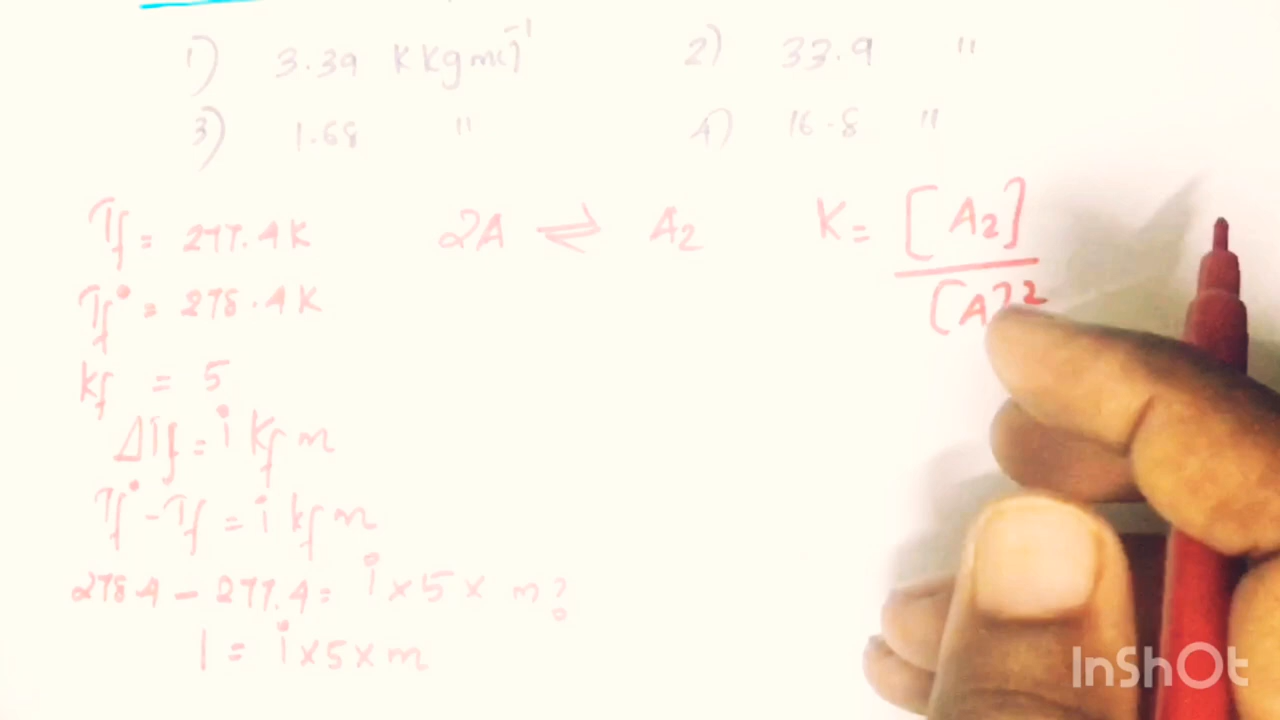 1) 3.39 K Kg mol⁻¹ 2) 33.9 "
3) 1.68 " 4) 16.8 "
Tf = 277.4 K 2A ⇌ A₂ K = [A₂] / [A]²
Tf° = 278.4 K
kf = 5
ΔTf = i Kf m
Tf° - Tf = i kf m
278.4 - 277.4 = i × 5 × m?
1 = i × 5 × m
InShOt